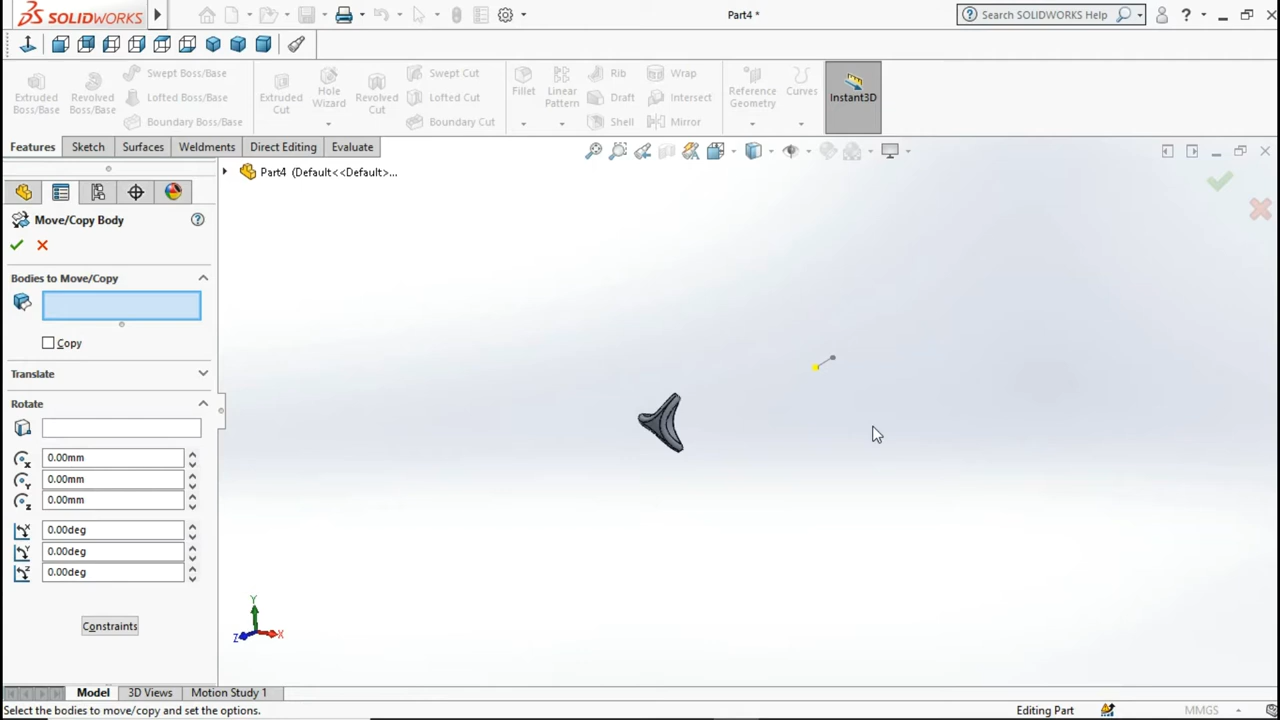 SOLIDWORKS
Part4 *
Search SOLIDWORKS Help
?
Extruded Boss/Base
Revolved Boss/Base
Swept Boss/Base
Lofted Boss/Base
Boundary Boss/Base
Extruded Cut
Hole Wizard
Revolved Cut
Swept Cut
Lofted Cut
Boundary Cut
Fillet
Linear Pattern
Rib
Draft
Shell
Wrap
Intersect
Mirror
Reference Geometry
Curves
Instant3D
Features
Sketch
Surfaces
Weldments
Direct Editing
Evaluate
Part4 (Default<<Default>...
Move/Copy Body
?
Bodies to Move/Copy
Copy
Translate
Rotate
X 0.00mm
Y 0.00mm
Z 0.00mm
X 0.00deg
Y 0.00deg
Z 0.00deg
Constraints
Y
Z
X
Model
3D Views
Motion Study 1
Select the bodies to move/copy and set the options.
Editing Part
MMGS